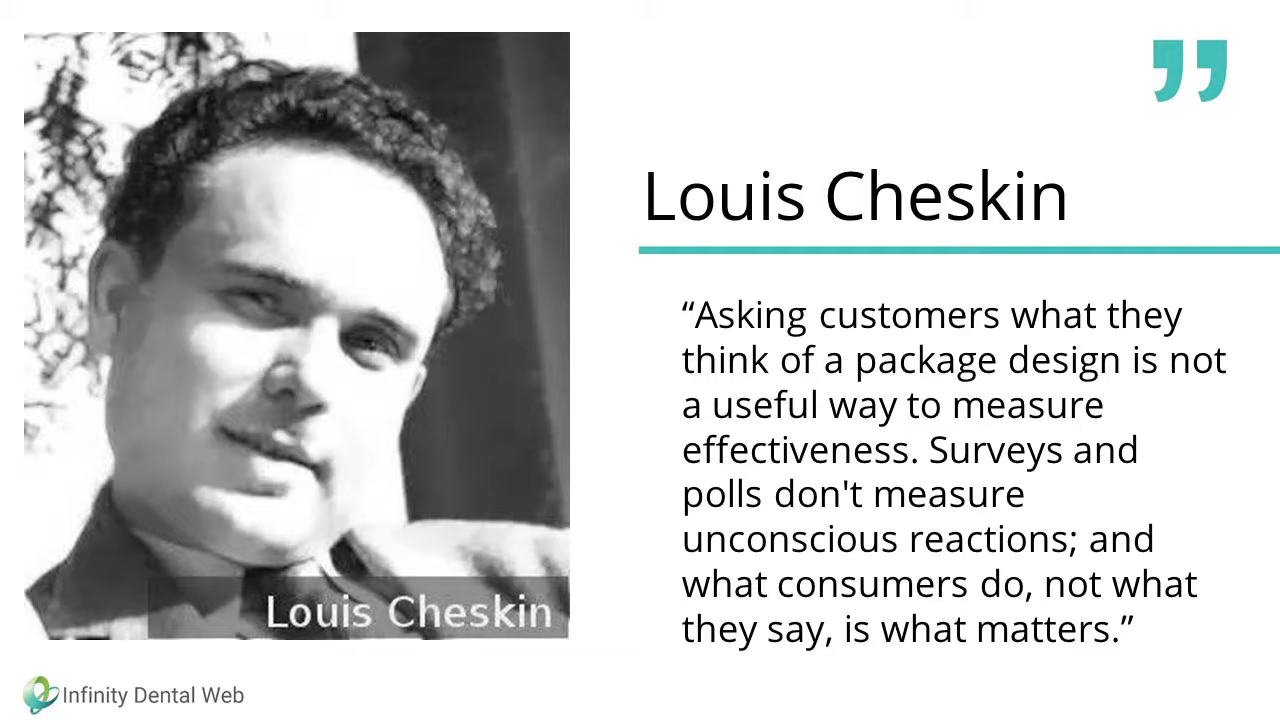 Louis Cheskin
“Asking customers what they
think of a package design is not
a useful way to measure
effectiveness. Surveys and
polls don't measure
unconscious reactions; and
what consumers do, not what
they say, is what matters.”
Louis Cheskin
Infinity Dental Web